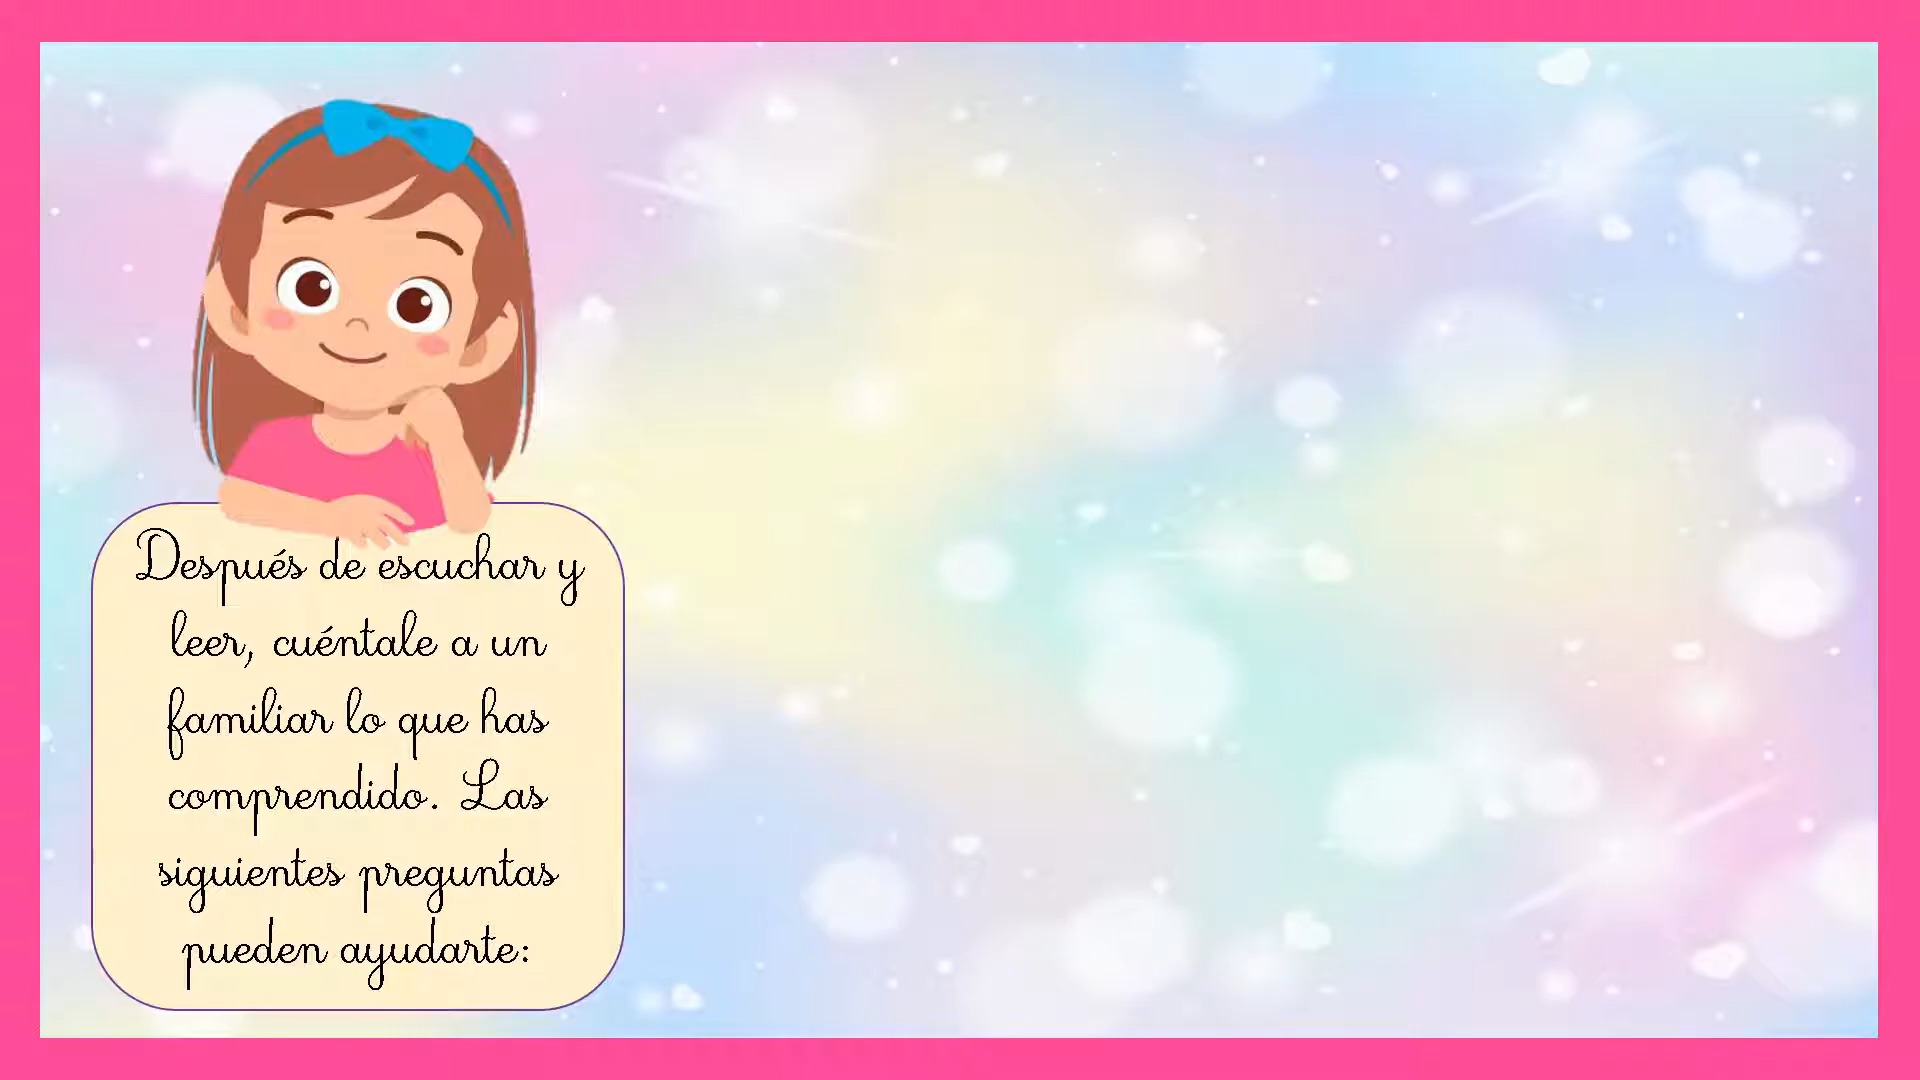 Después de escuchar y
leer, cuéntale a un
familiar lo que has
comprendido. Las
siguientes preguntas
pueden ayudarte: